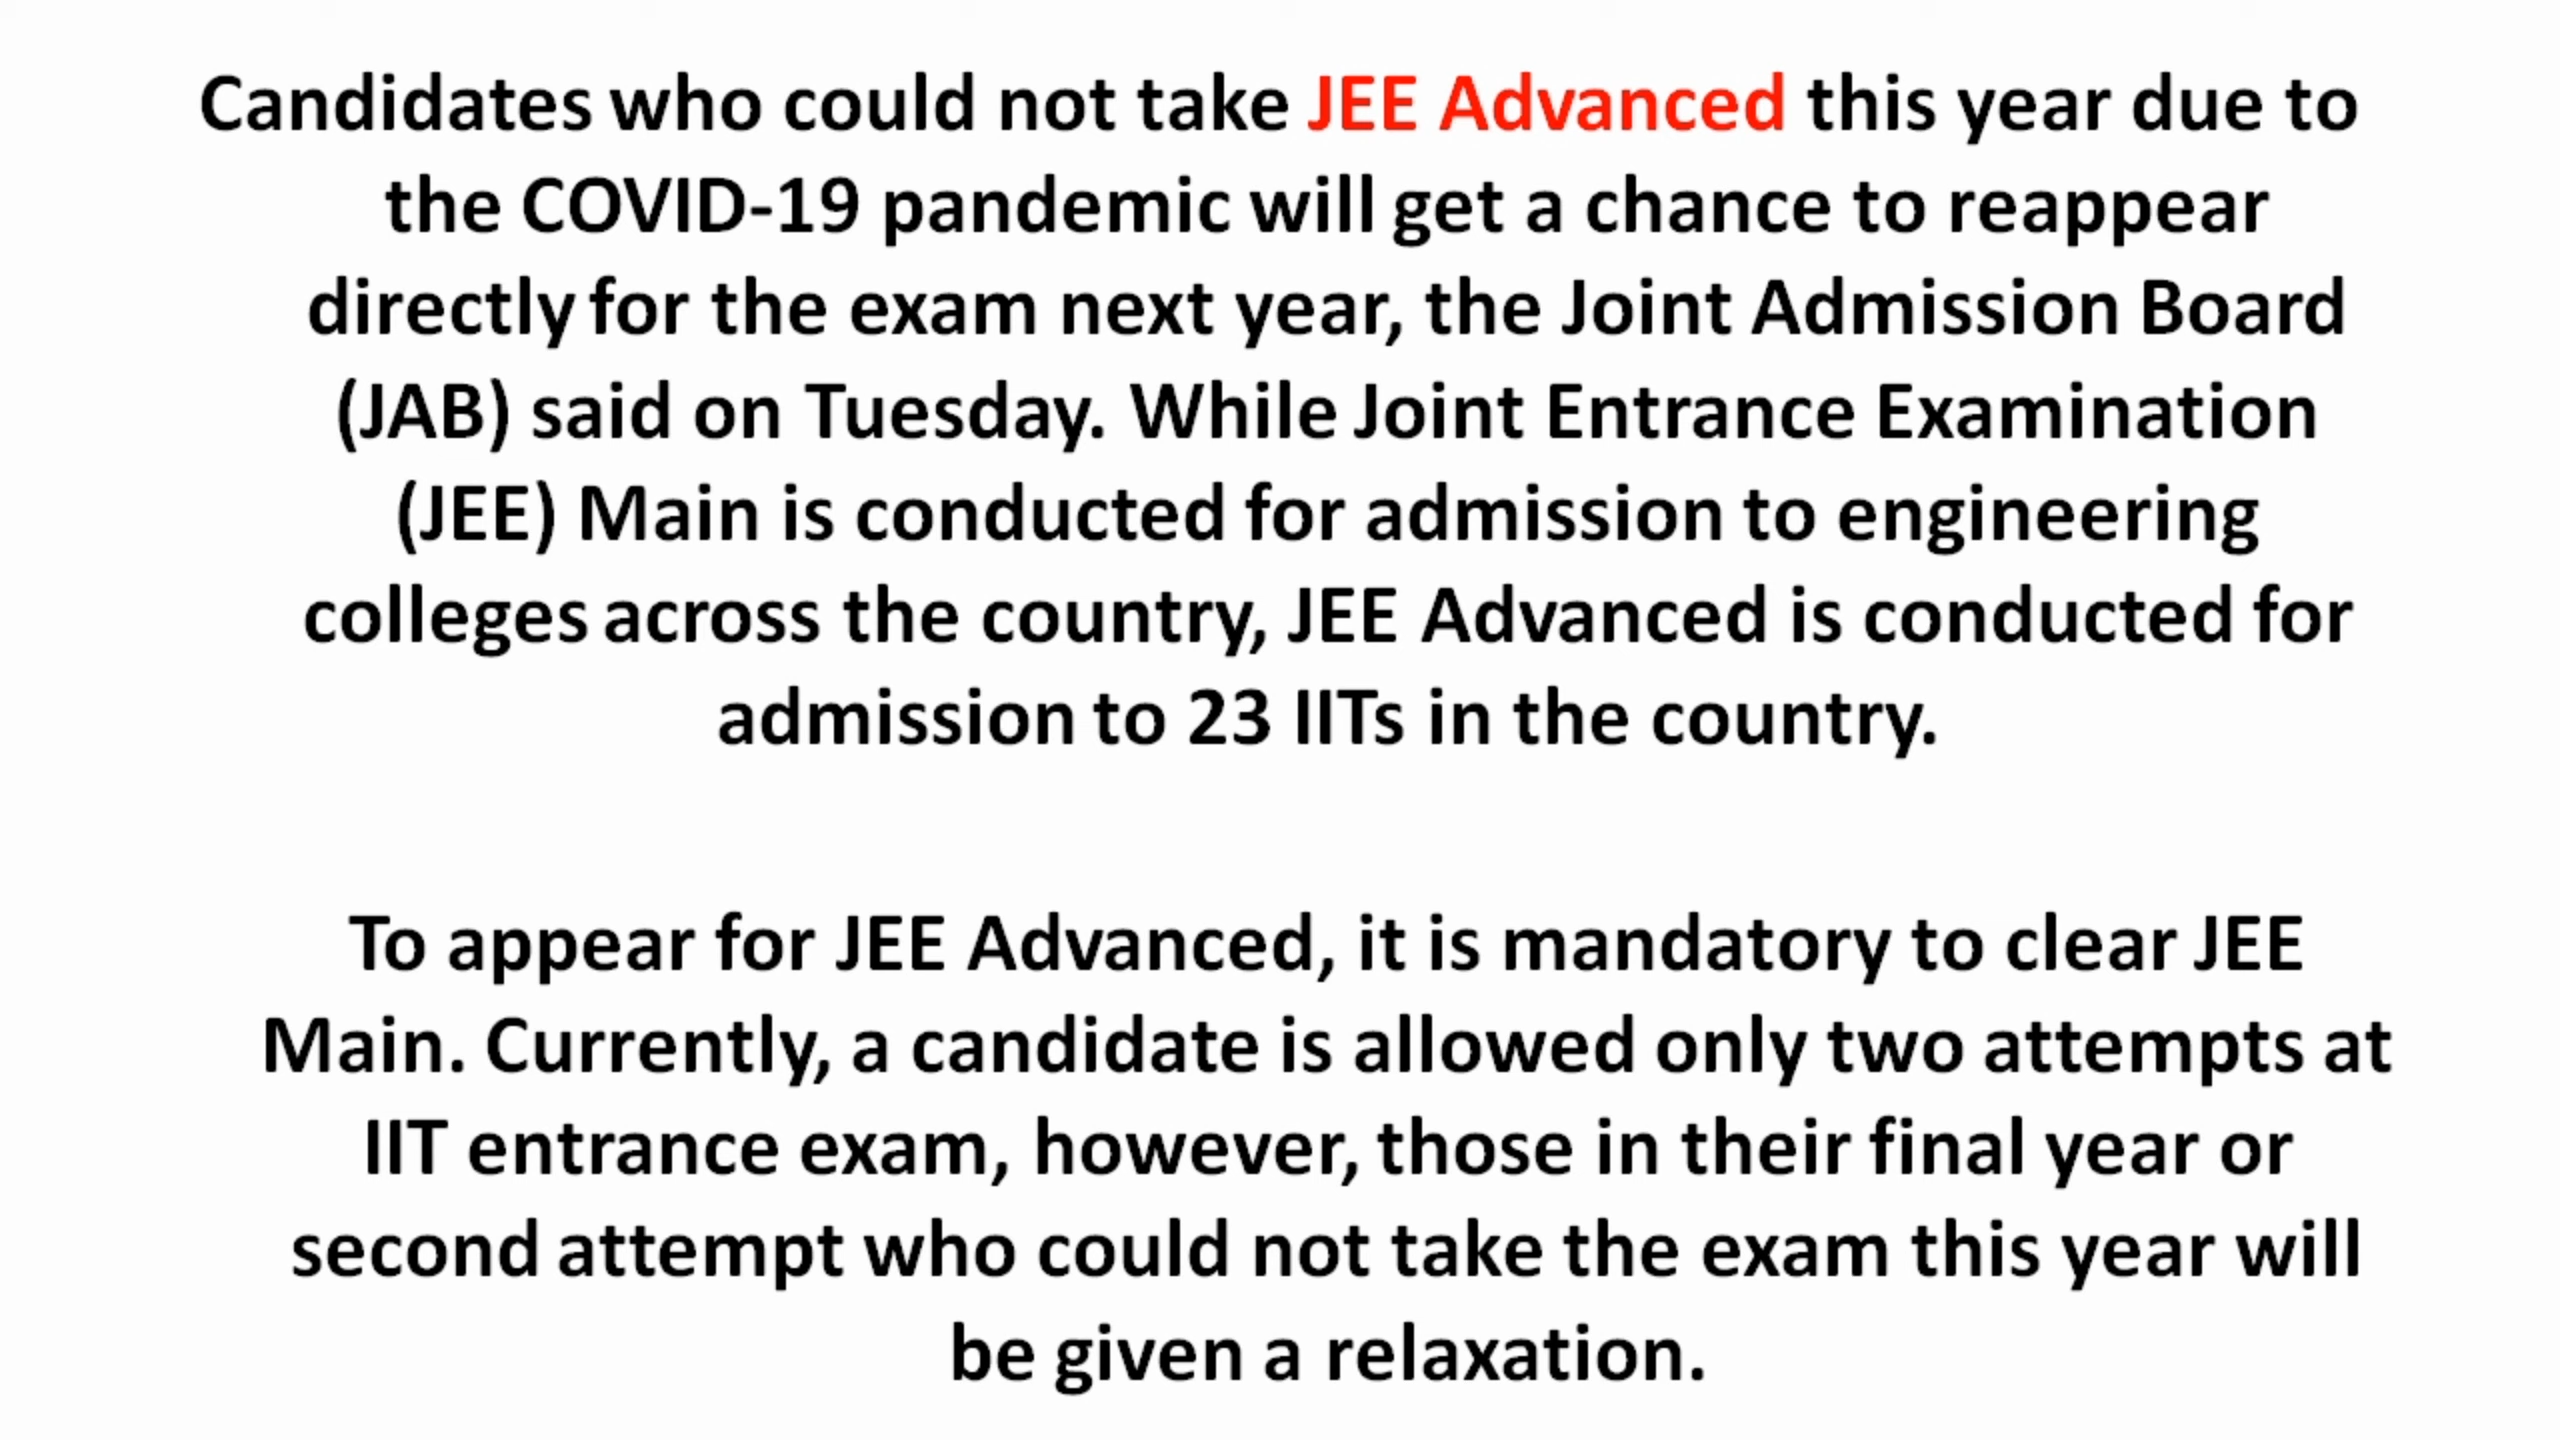 Candidates who could not take JEE Advanced this year due to
the COVID-19 pandemic will get a chance to reappear
directly for the exam next year, the Joint Admission Board
(JAB) said on Tuesday. While Joint Entrance Examination
(JEE) Main is conducted for admission to engineering
colleges across the country, JEE Advanced is conducted for
admission to 23 IITs in the country.
To appear for JEE Advanced, it is mandatory to clear JEE
Main. Currently, a candidate is allowed only two attempts at
IIT entrance exam, however, those in their final year or
second attempt who could not take the exam this year will
be given a relaxation.